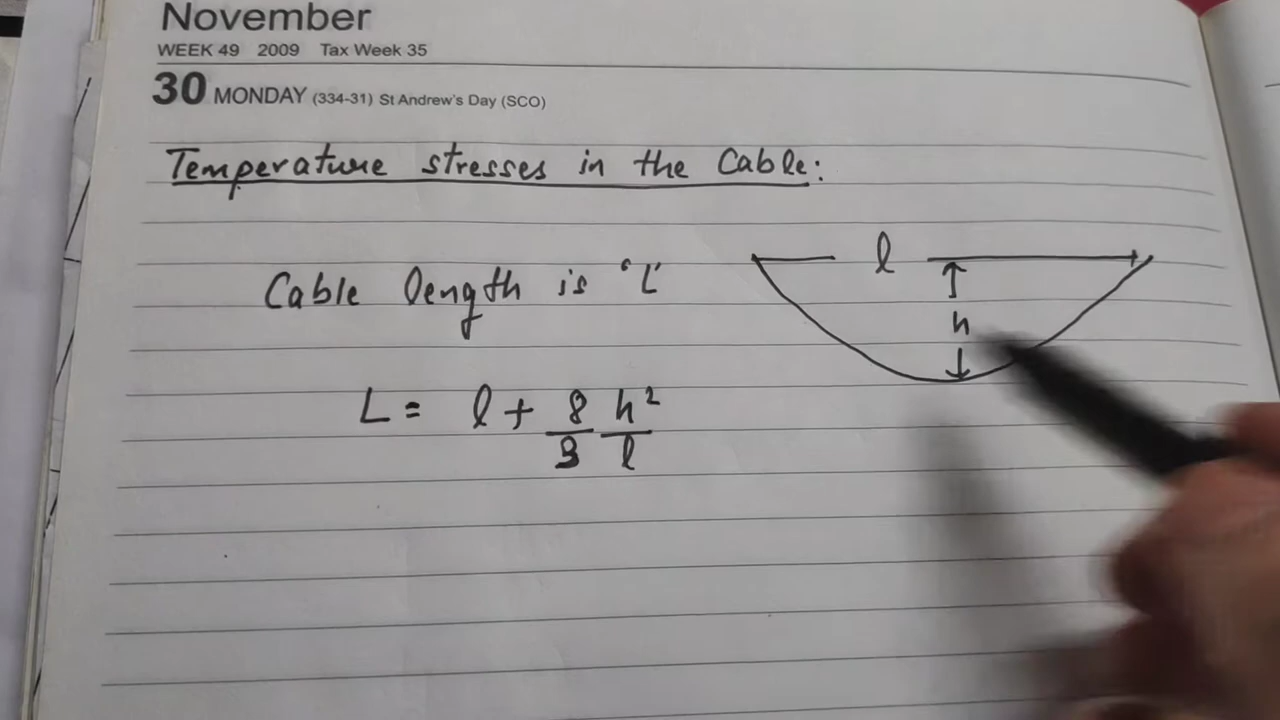 November
WEEK 49 2009 Tax Week 35
30 MONDAY (334-31) St Andrew's Day (SCO)
Temperature stresses in the Cable:
l
Cable length is 'L'
h
L = l + 8/3 h²/l